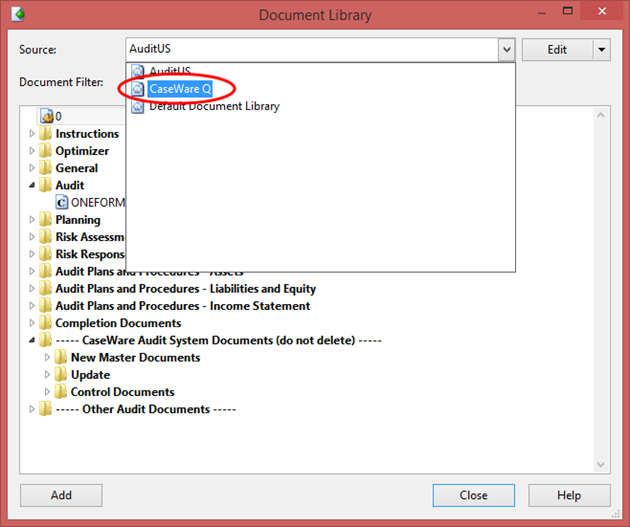 Document Library
Source:
AuditUS
Edit
AuditUS
Document Filter:
CaseWare Q
Default Document Library
0
Instructions
Optimizer
General
Audit
C ONEFORM
Planning
Risk Assessm
Risk Respons
Audit Plans and Procedures - Assets
Audit Plans and Procedures - Liabilities and Equity
Audit Plans and Procedures - Income Statement
Completion Documents
----- CaseWare Audit System Documents (do not delete) -----
New Master Documents
Update
Control Documents
----- Other Audit Documents -----
Add
Close
Help